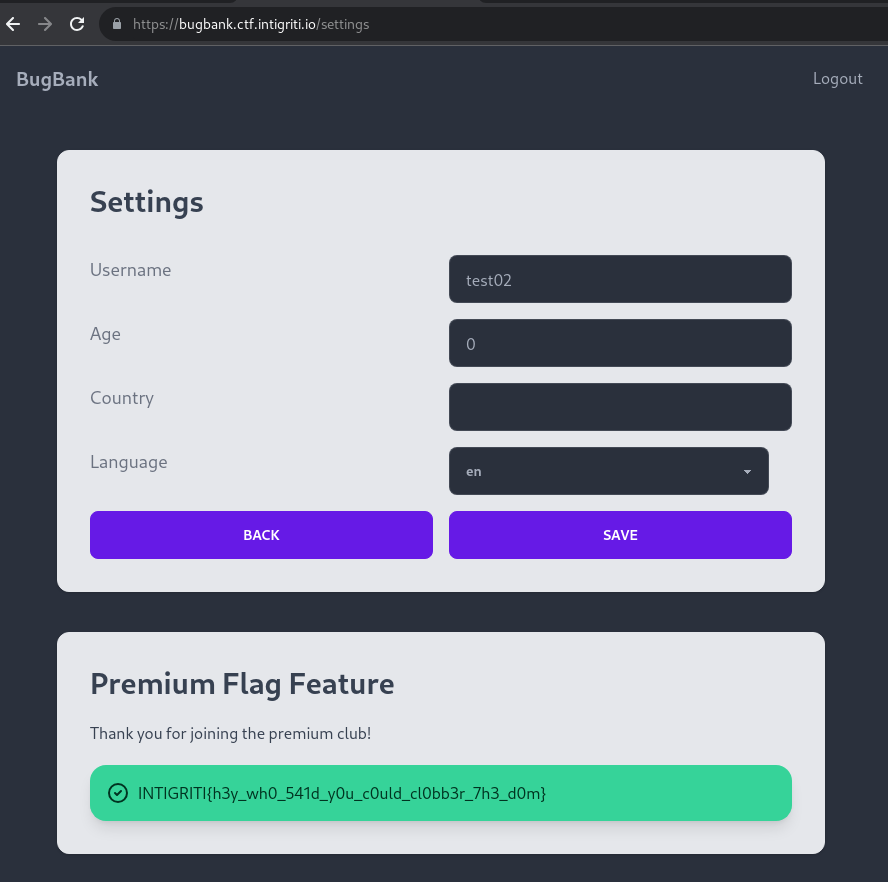 https://bugbank.ctf.intigriti.io/settings
BugBank
Logout
Settings
Username
test02
Age
0
Country
Language
en
BACK
SAVE
Premium Flag Feature
Thank you for joining the premium club!
INTIGRITI{h3y_wh0_541d_y0u_c0uld_cl0bb3r_7h3_d0m}